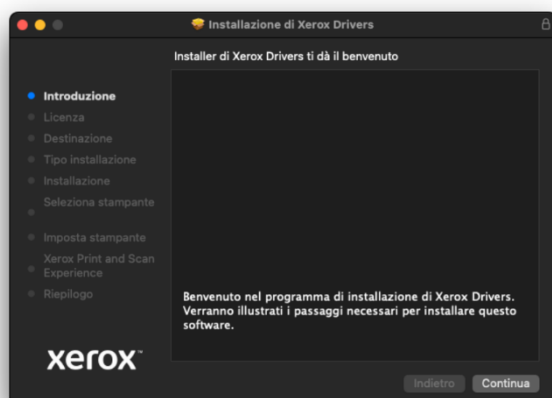 Installazione di Xerox Drivers
Installer di Xerox Drivers ti dà il benvenuto
Introduzione
Licenza
Destinazione
Tipo installazione
Installazione
Seleziona stampante
Imposta stampante
Xerox Print and Scan
Experience
Riepilogo
Benvenuto nel programma di installazione di Xerox Drivers.
Verranno illustrati i passaggi necessari per installare questo
software.
xerox™
Indietro
Continua